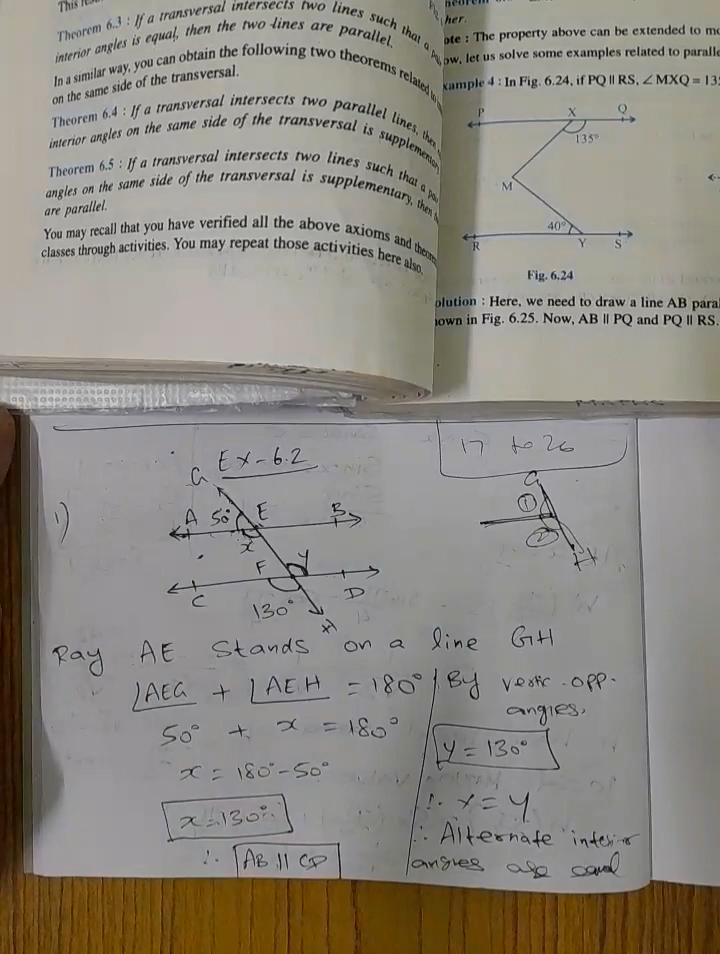 Theorem 6.3 : If a transversal intersects two lines such that a
interior angles is equal, then the two lines are parallel.
In a similar way, you can obtain the following two theorems related to
on the same side of the transversal.
Theorem 6.4 : If a transversal intersects two parallel lines, then
interior angles on the same side of the transversal is supplementary
Theorem 6.5 : If a transversal intersects two lines such that a
angles on the same side of the transversal is supplementary, then
are parallel.
You may recall that you have verified all the above axioms and
classes through activities. You may repeat those activities here also.
her.
ote : The property above can be extended to
ow, let us solve some examples related to
xample 4 : In Fig. 6.24, if PQ || RS, ∠ MXQ = 13
P X Q
135°
M
40°
R Y S
Fig. 6.24
olution : Here, we need to draw a line AB
own in Fig. 6.25. Now, AB || PQ and PQ || RS.
17 to 26
Ex-6.2
1)
G
A 50° E B
x
F y
C 130° D
H
G
1
2
H
Ray AE stands on a line GH
∠AEG + ∠AEH = 180°
50° + x = 180°
x = 180° - 50°
x = 130°
∴ AB || CD
By vertic. opp.
angles.
y = 130°
∴ x = y
∴ Alternate interior
angles are equal